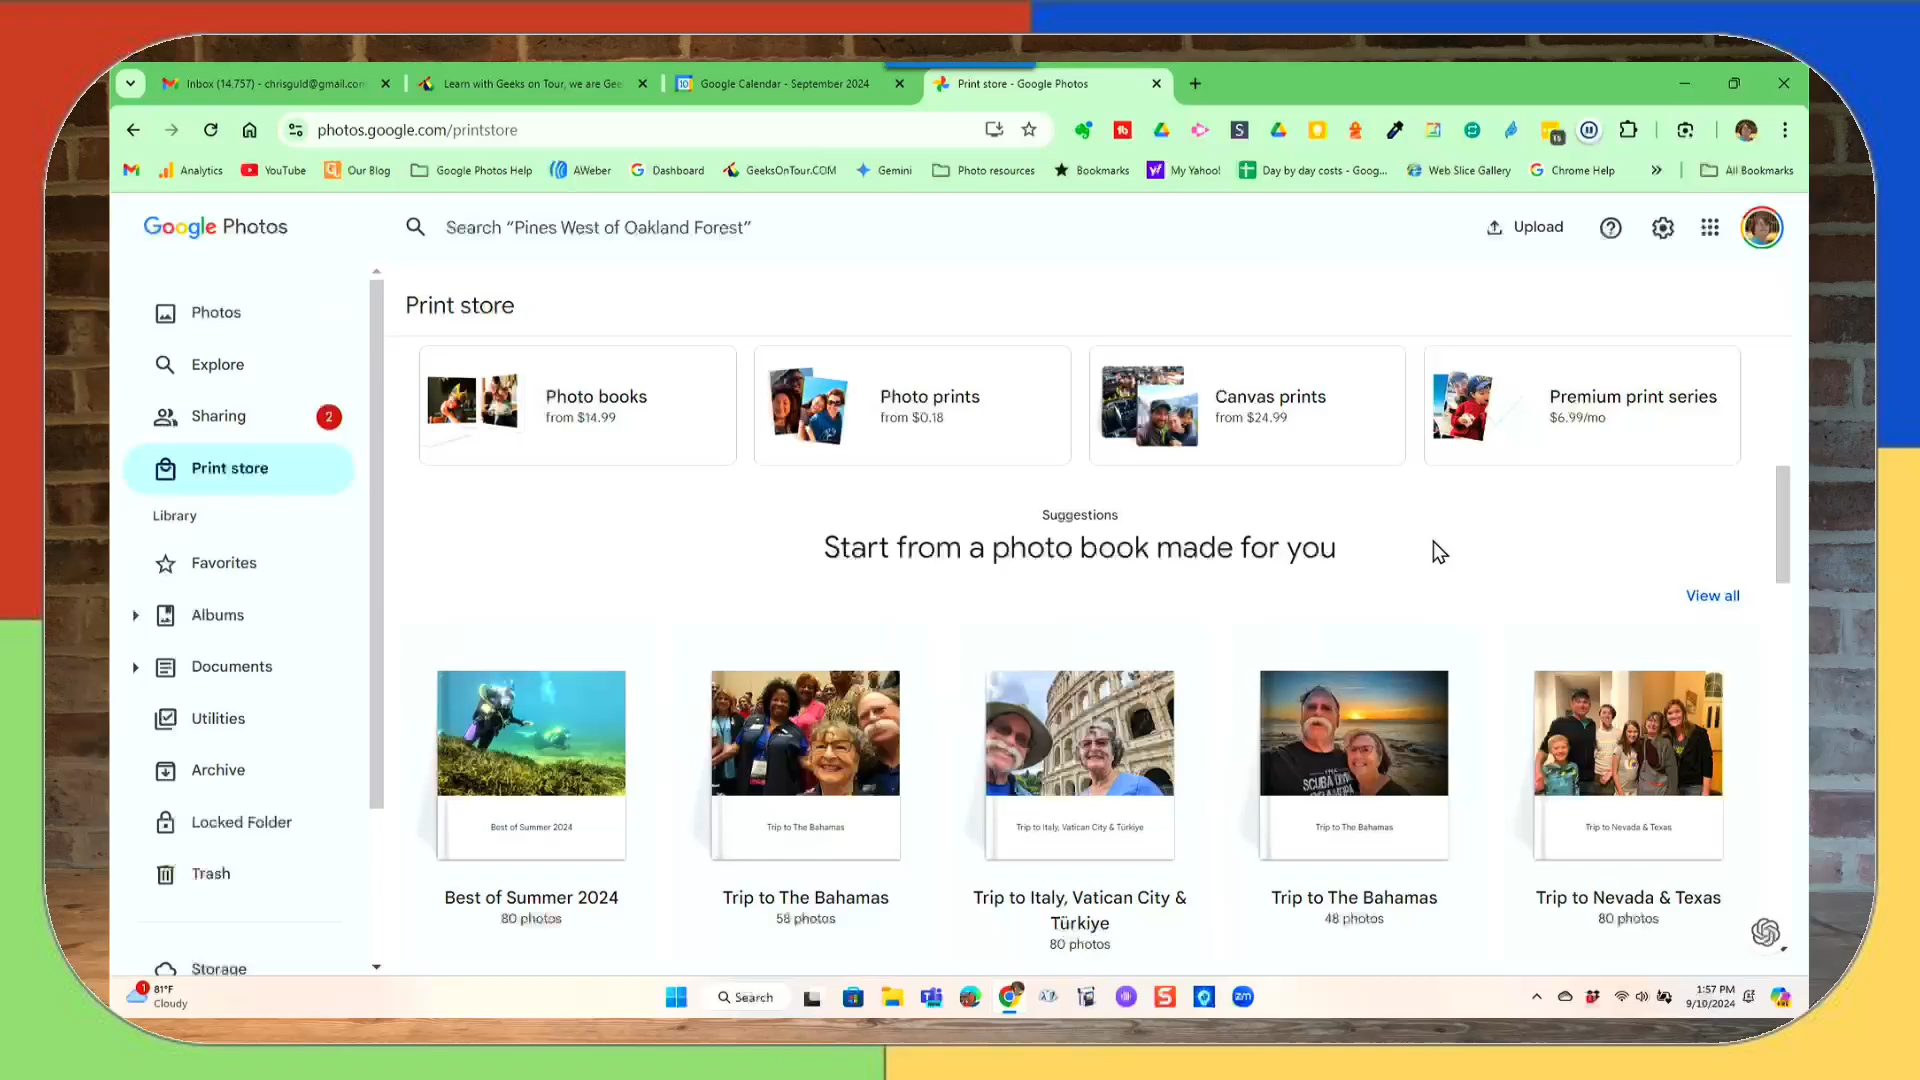 Inbox (14,757) - chrisguld@gmail.con
Learn with Geeks on Tour, we are Gee
Google Calendar - September 2024
Print store - Google Photos
photos.google.com/printstore
Analytics
YouTube
Our Blog
Google Photos Help
AWeber
Dashboard
GeeksOnTour.COM
Gemini
Photo resources
Bookmarks
My Yahoo!
Day by day costs - Goog...
Web Slice Gallery
Chrome Help
All Bookmarks
Google Photos
Search “Pines West of Oakland Forest”
Upload
Photos
Explore
Sharing
2
Print store
Library
Favorites
Albums
Documents
Utilities
Archive
Locked Folder
Trash
Storage
Print store
Photo books
from $14.99
Photo prints
from $0.18
Canvas prints
from $24.99
Premium print series
$6.99/mo
Suggestions
Start from a photo book made for you
View all
Best of Summer 2024
Trip to The Bahamas
Trip to Italy, Vatican City & Türkiye
Trip to The Bahamas
Trip to Nevada & Texas
Best of Summer 2024
80 photos
Trip to The Bahamas
58 photos
Trip to Italy, Vatican City &
Türkiye
80 photos
Trip to The Bahamas
48 photos
Trip to Nevada & Texas
80 photos
1
81°F
Cloudy
Search
zm
1:57 PM
9/10/2024